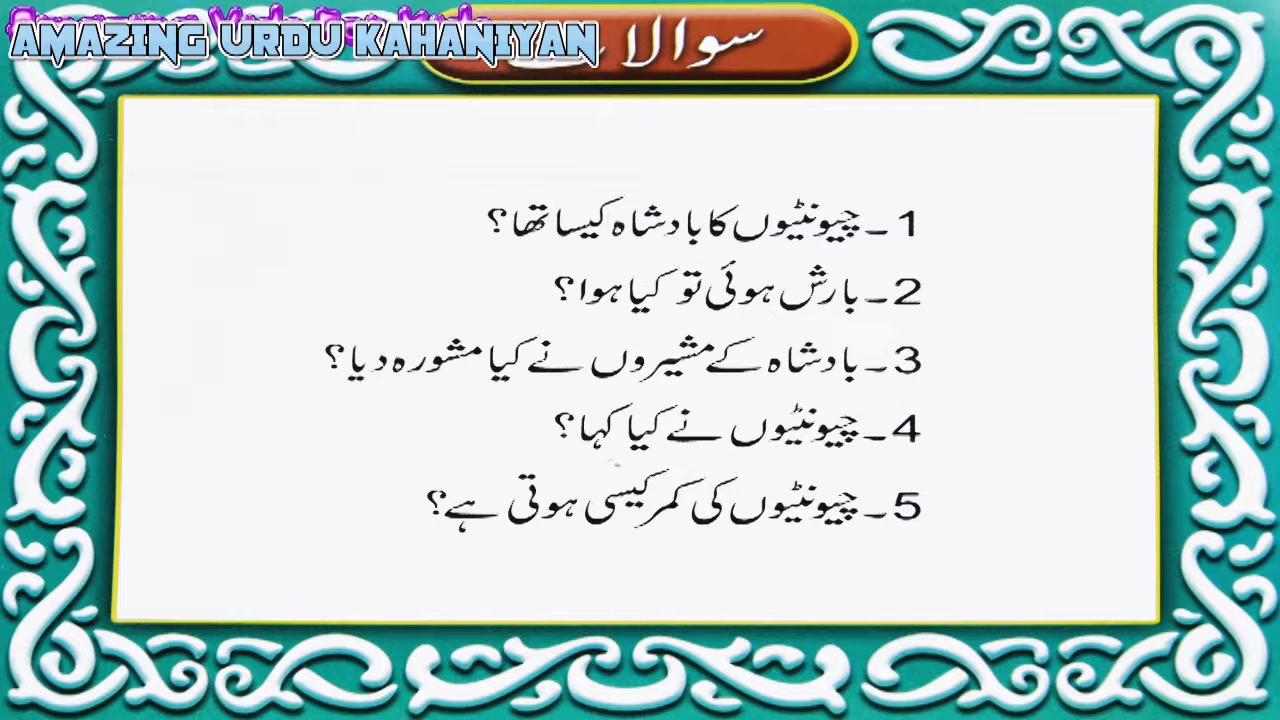 AMAZING URDU KAHANIYAN
سوالات
1۔ چیونٹیوں کا بادشاہ کیسا تھا؟
2۔ بارش ہوئی تو کیا ہوا؟
3۔ بادشاہ کے مشیروں نے کیا مشورہ دیا؟
4۔ چیونٹیوں نے کیا کہا؟
5۔ چیونٹیوں کی کمر کیسی ہوتی ہے؟